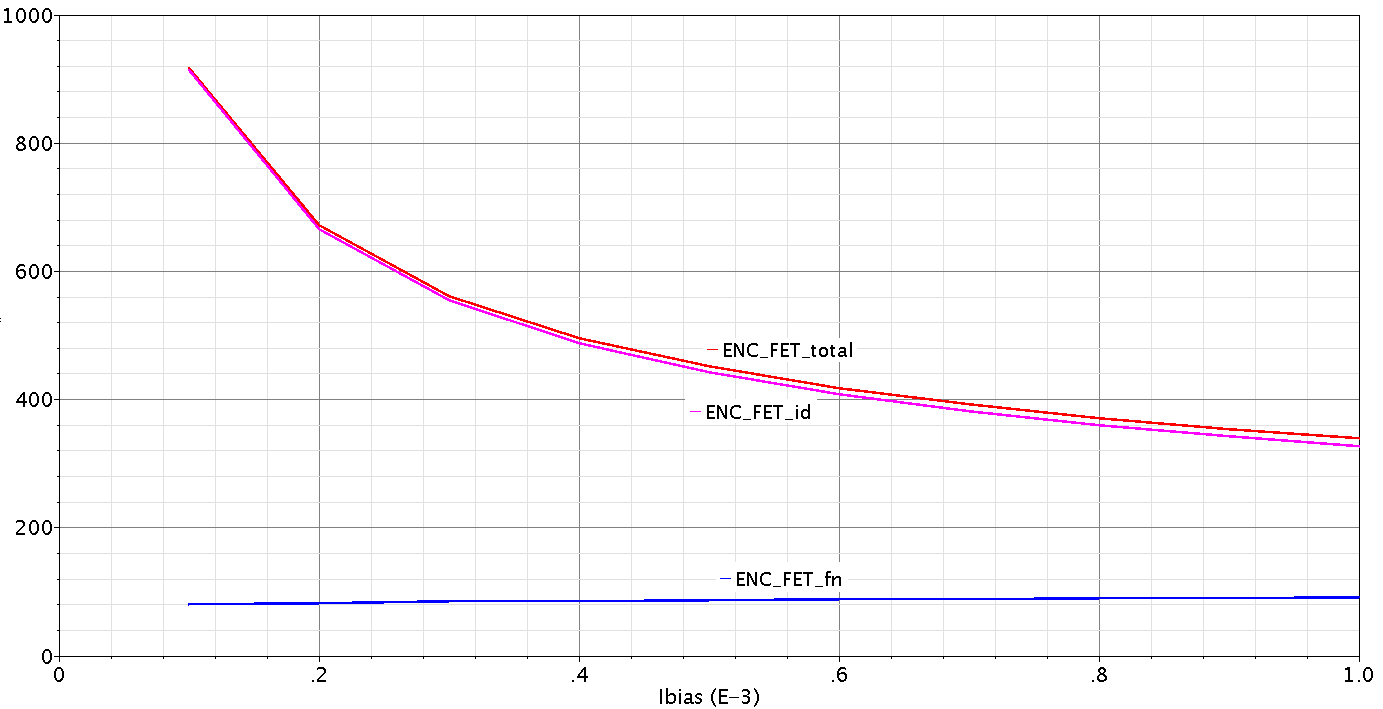 1000
800
600
400
200
0
ENC_FET_total
ENC_FET_id
ENC_FET_fn
0 .2 .4 .6 .8 1.0
Ibias (E−3)